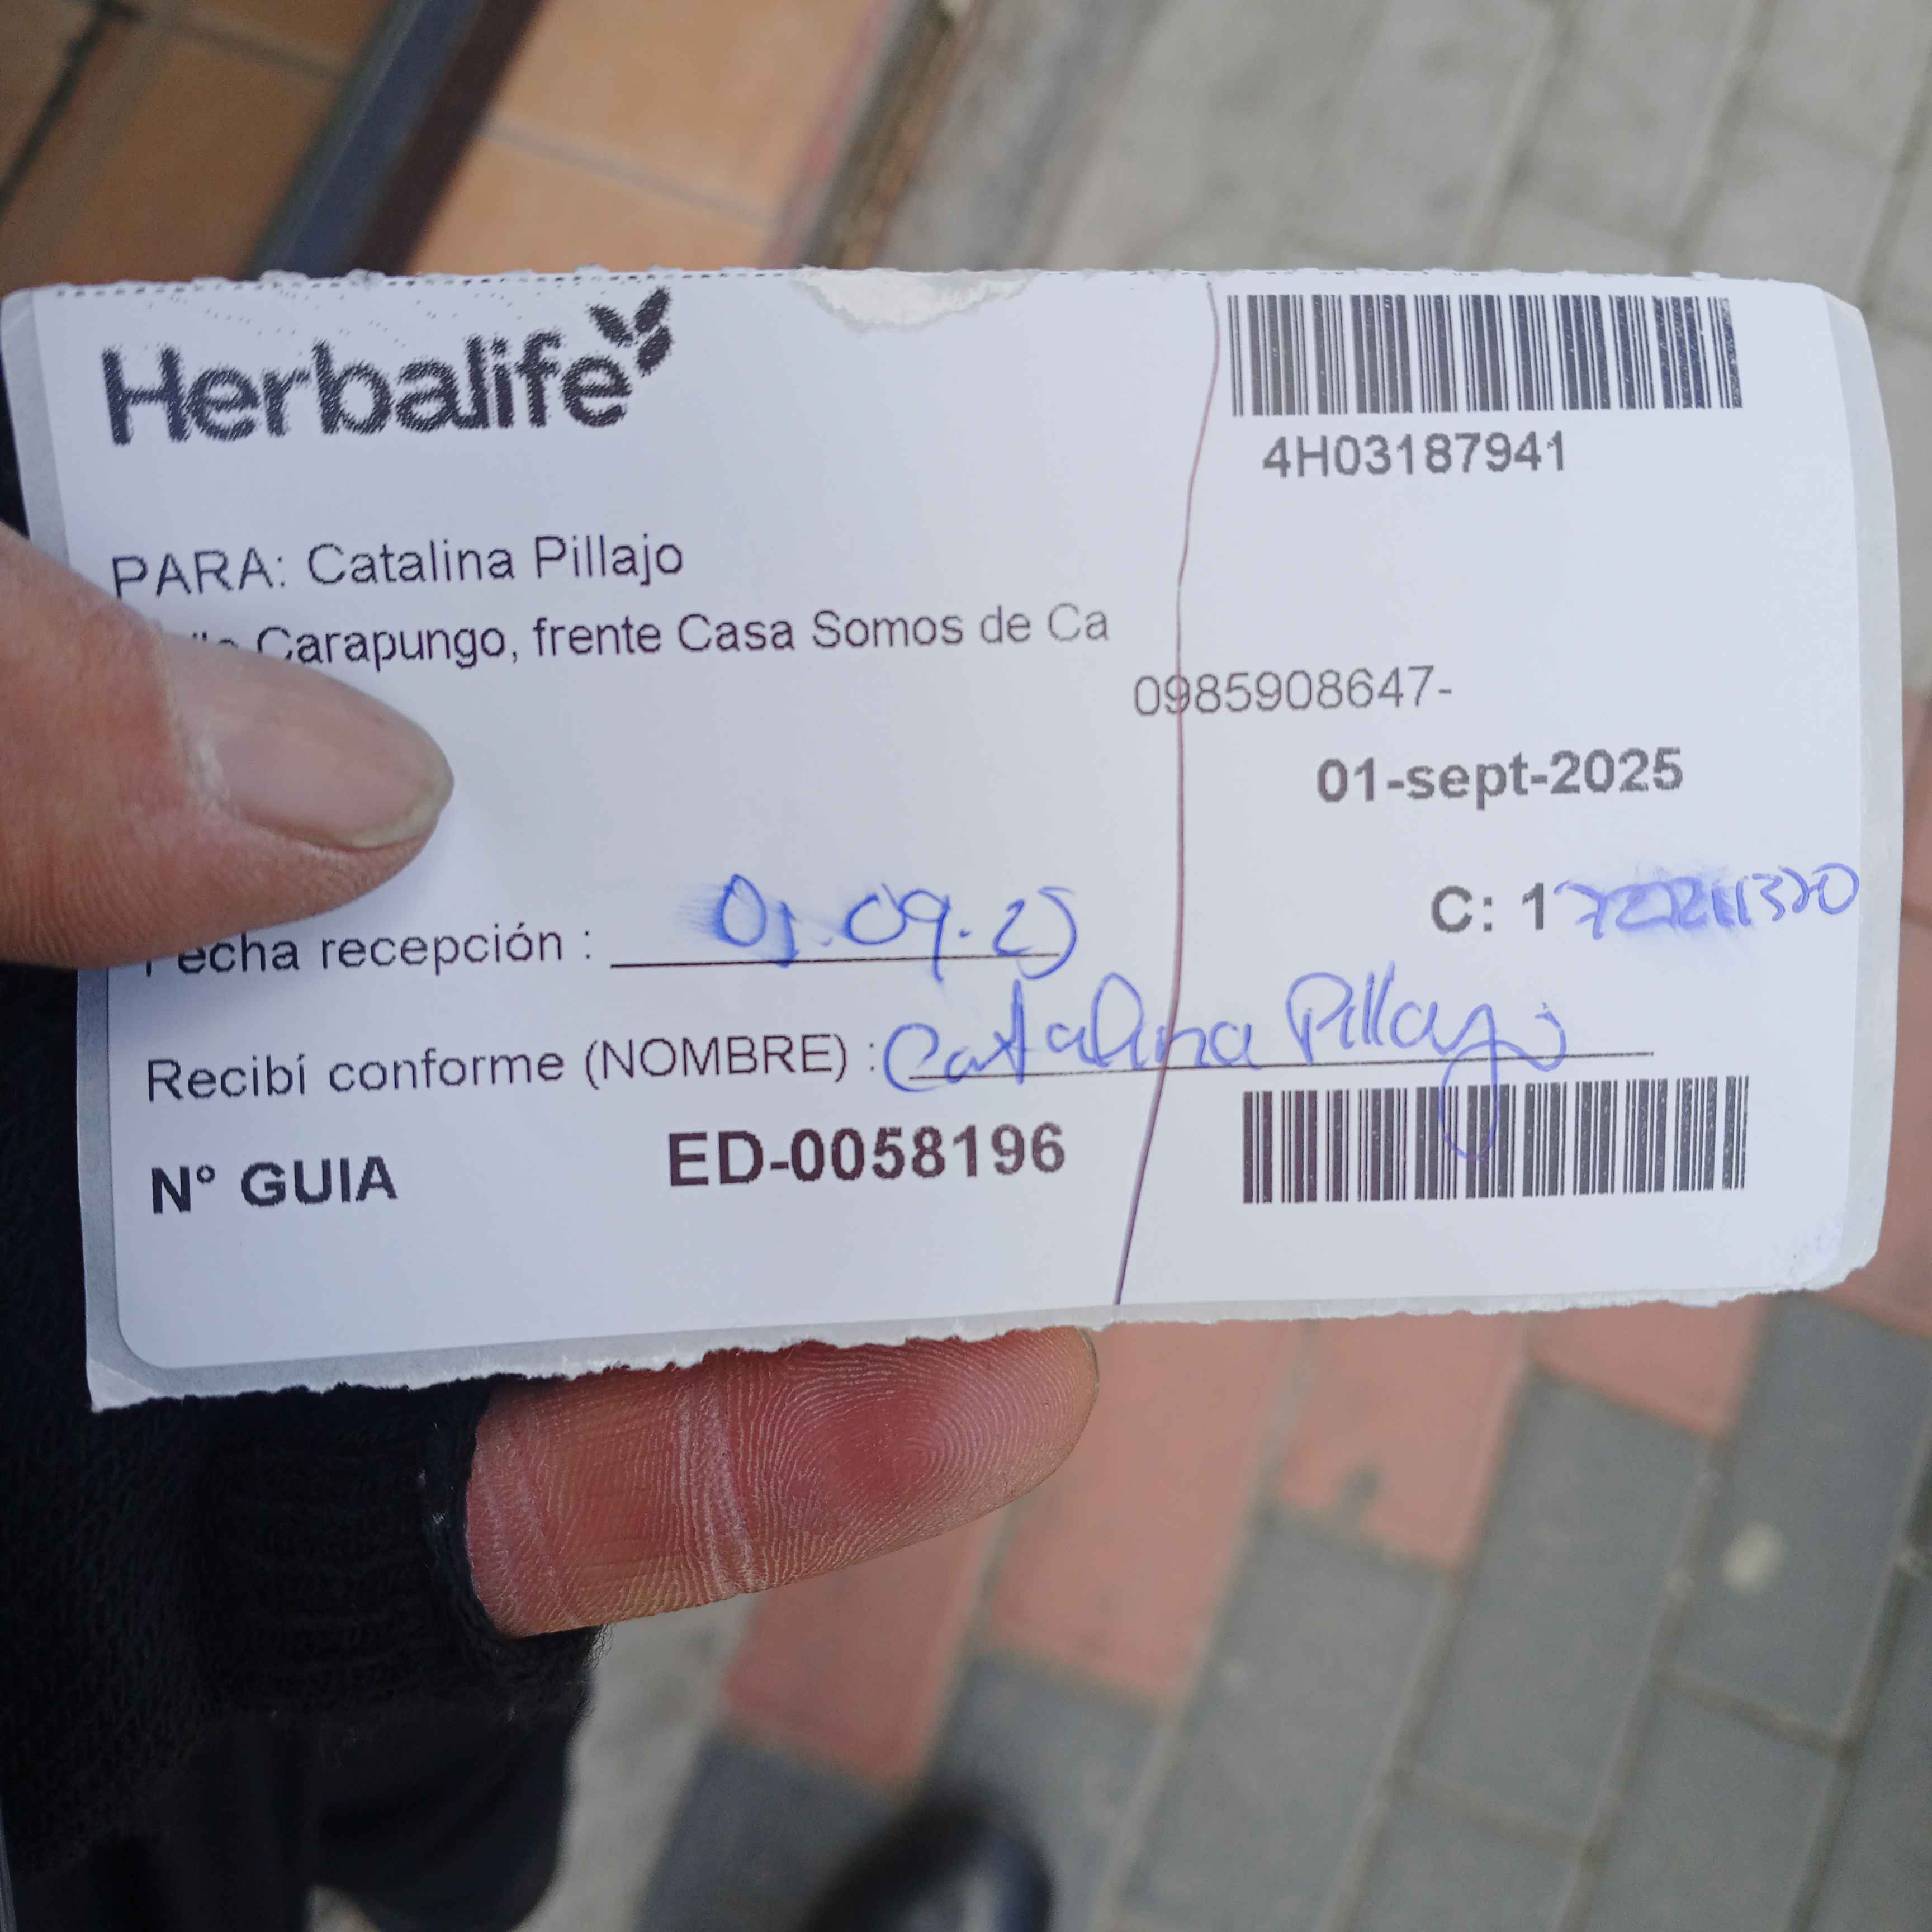 Herbalife
4H03187941
PARA: Catalina Pillajo
Carapungo, frente Casa Somos de Ca
0985908647-
01-sept-2025
C: 1
Fecha recepción : 01.09.25
Recibí conforme (NOMBRE) : Catalina Pillajo
N° GUIA ED-0058196